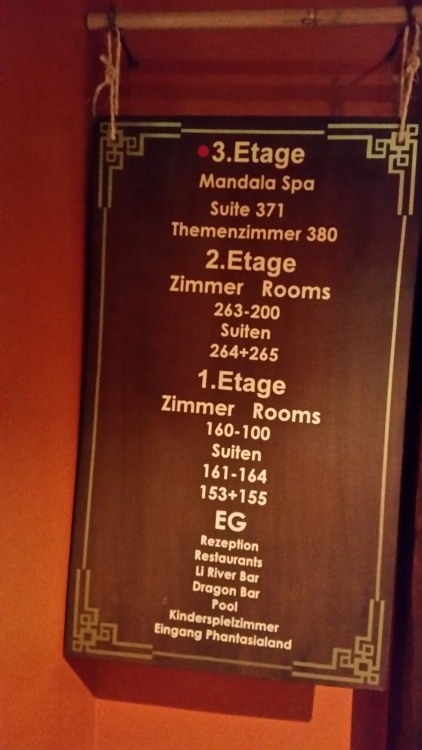 3.Etage
Mandala Spa
Suite 371
Themenzimmer 380
2.Etage
Zimmer Rooms
263-200
Suiten
264+265
1.Etage
Zimmer Rooms
160-100
Suiten
161-164
153+155
EG
Rezeption
Restaurants
Li River Bar
Dragon Bar
Pool
Kinderspielzimmer
Eingang Phantasialand